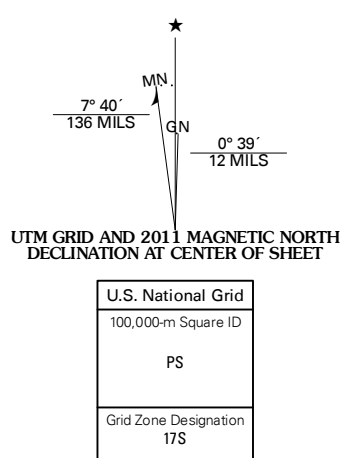 MN.
GN
7° 40´
136 MILS
0° 39´
12 MILS
UTM GRID AND 2011 MAGNETIC NORTH
DECLINATION AT CENTER OF SHEET
U.S. National Grid
100,000-m Square ID
PS
Grid Zone Designation
17S